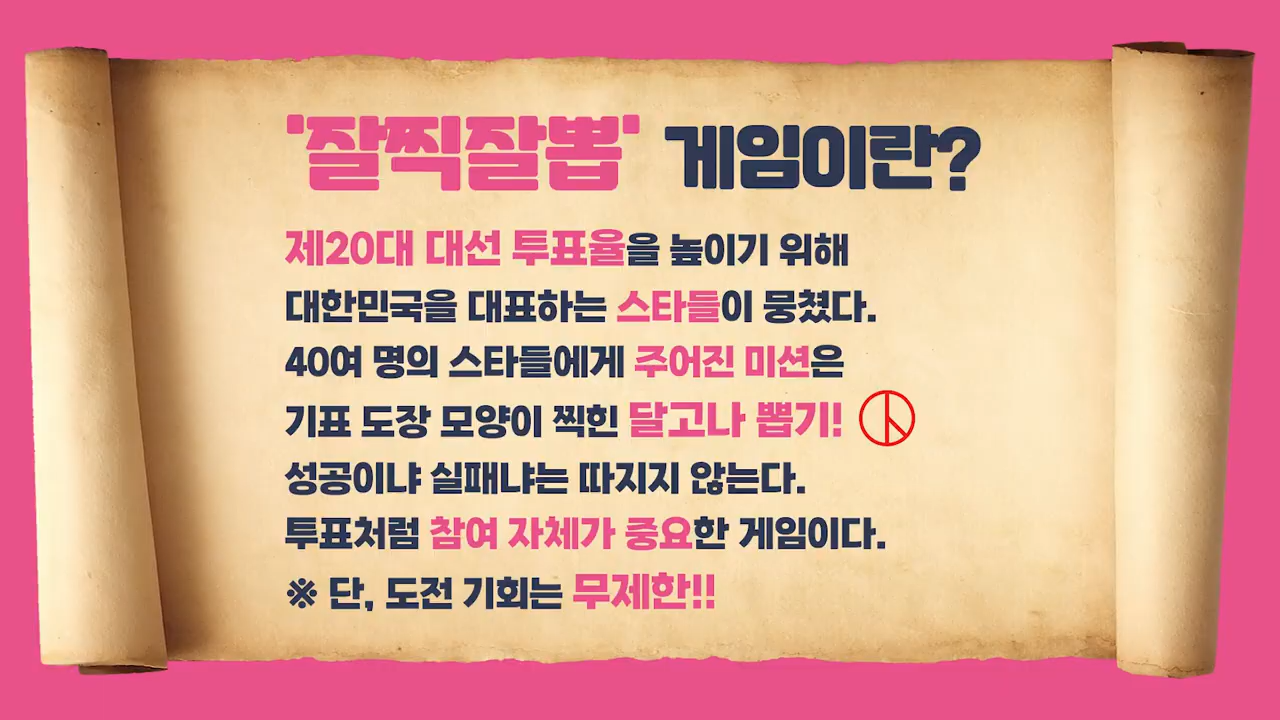 '잘찍잘뽑' 게임이란?
제20대 대선 투표율을 높이기 위해
대한민국을 대표하는 스타들이 뭉쳤다.
40여 명의 스타들에게 주어진 미션은
기표 도장 모양이 찍힌 달고나 뽑기!
성공이냐 실패냐는 따지지 않는다.
투표처럼 참여 자체가 중요한 게임이다.
※ 단, 도전 기회는 무제한!!